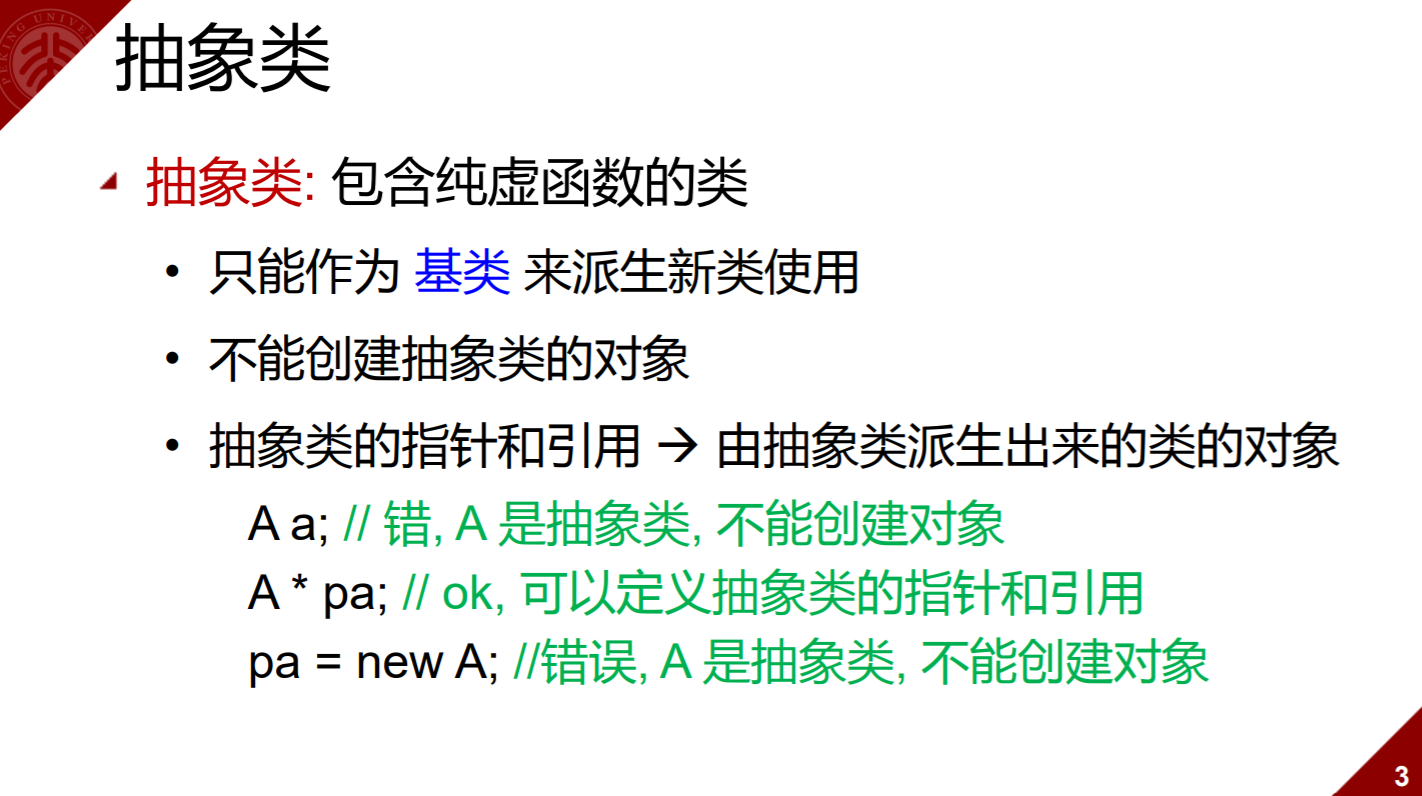 抽象类
抽象类: 包含纯虚函数的类
• 只能作为 基类 来派生新类使用
• 不能创建抽象类的对象
• 抽象类的指针和引用 → 由抽象类派生出来的类的对象
A a; // 错, A 是抽象类, 不能创建对象
A * pa; // ok, 可以定义抽象类的指针和引用
pa = new A; //错误, A 是抽象类, 不能创建对象
3